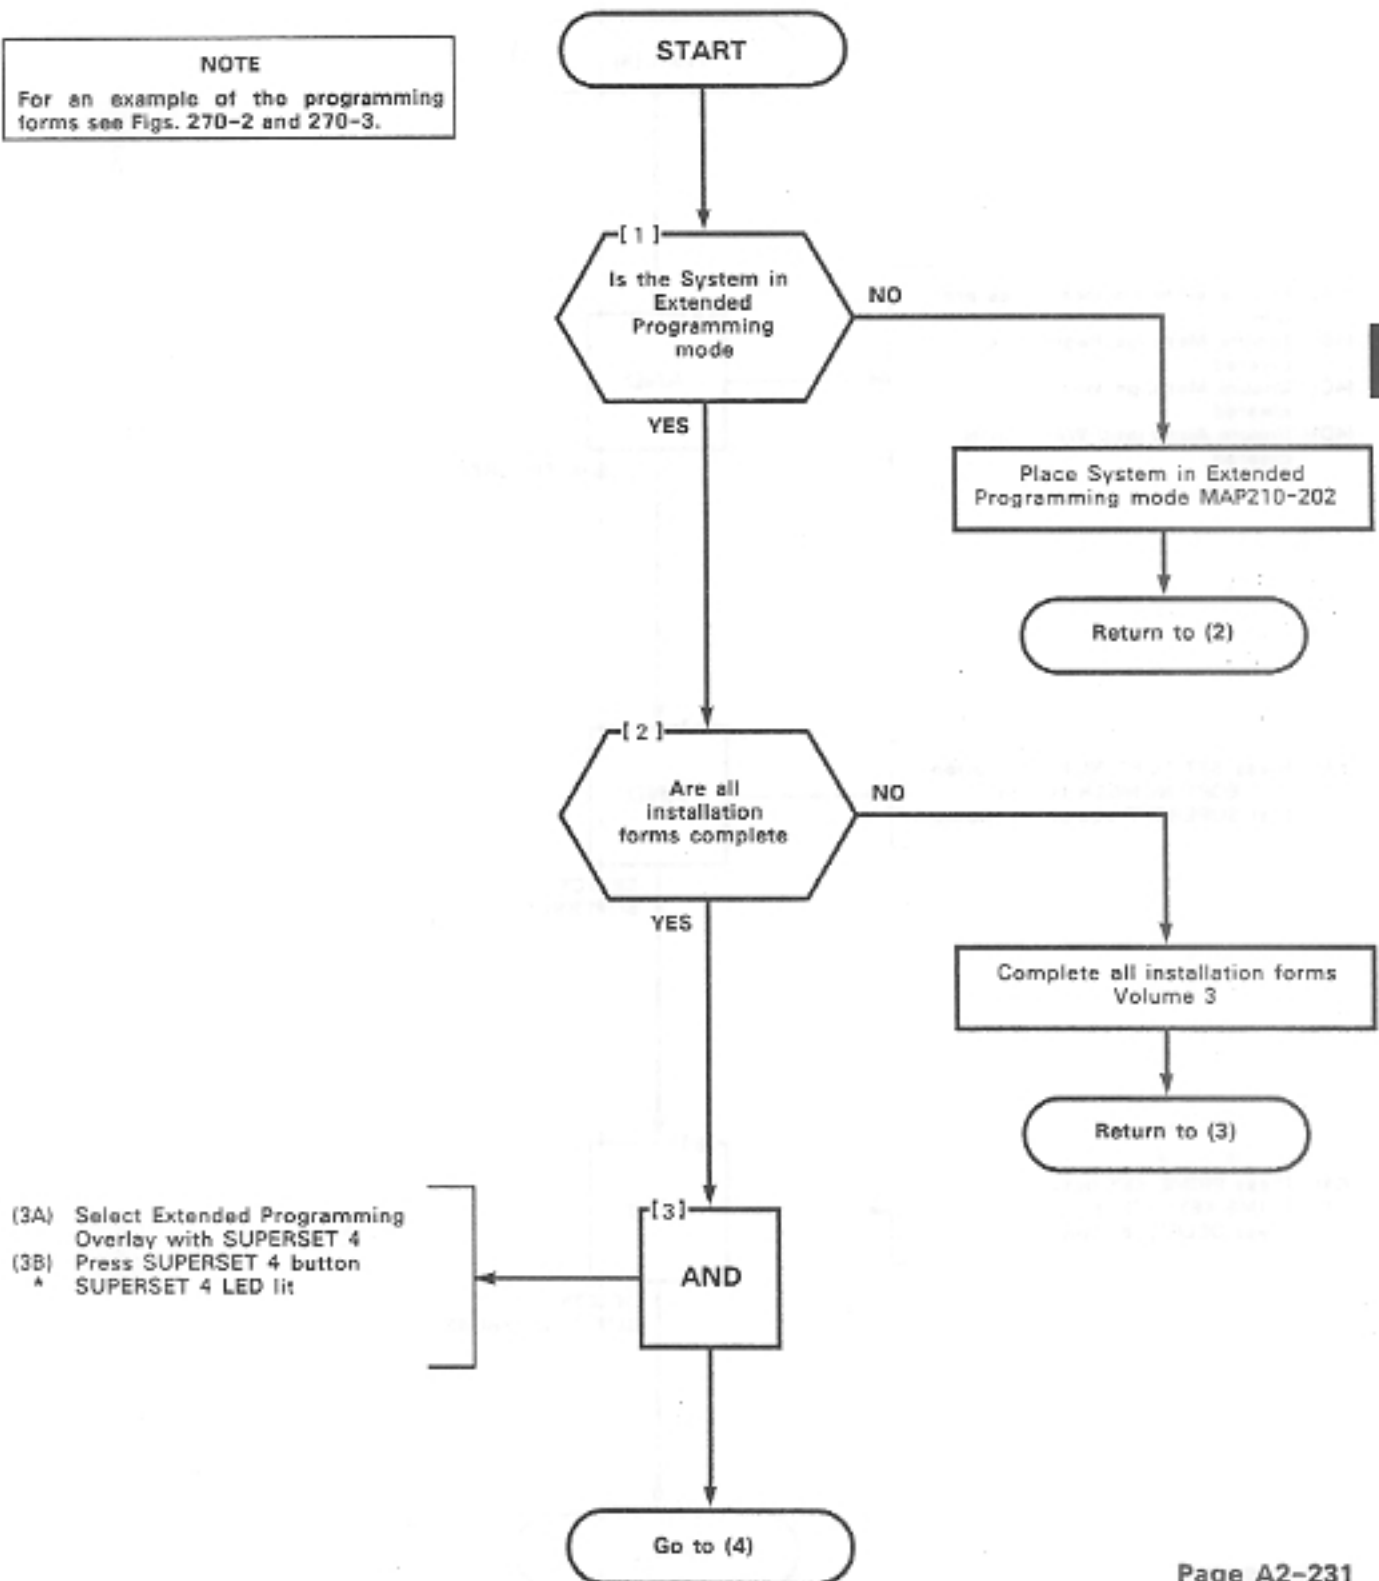 NOTE
For an example of the programming
forms see Figs. 270-2 and 270-3.
START
[ 1 ]
Is the System in
Extended
Programming
mode
NO
YES
Place System in Extended
Programming mode MAP210-202
Return to (2)
[ 2 ]
Are all
installation
forms complete
NO
YES
Complete all installation forms
Volume 3
Return to (3)
[3]
AND
(3A) Select Extended Programming
Overlay with SUPERSET 4
(3B) Press SUPERSET 4 button
* SUPERSET 4 LED lit
Go to (4)
Page A2-231